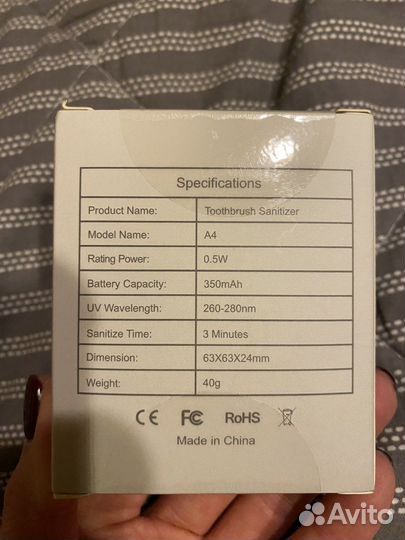 Specifications
Product Name: Toothbrush Sanitizer
Model Name: A4
Rating Power: 0.5W
Battery Capacity: 350mAh
UV Wavelength: 260-280nm
Sanitize Time: 3 Minutes
Dimension: 63X63X24mm
Weight: 40g
CE FC RoHS
Made in China
Avito